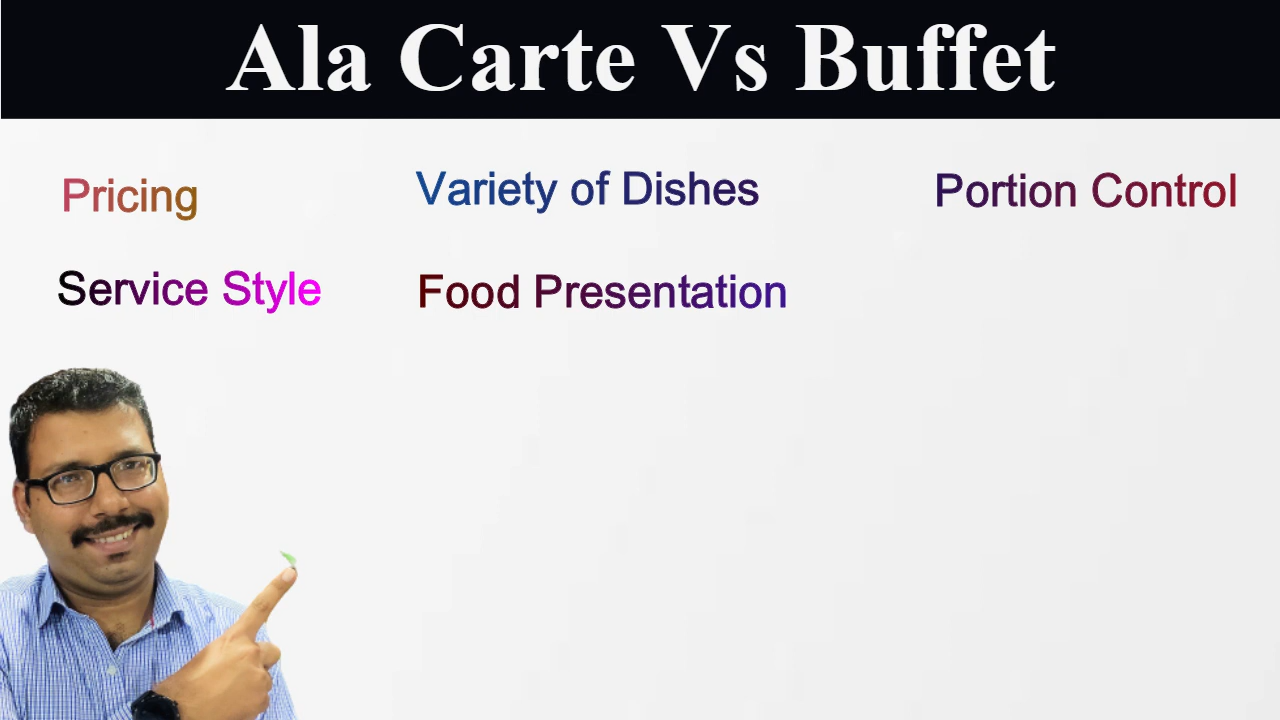 Ala Carte Vs Buffet
Pricing
Variety of Dishes
Portion Control
Service Style
Food Presentation